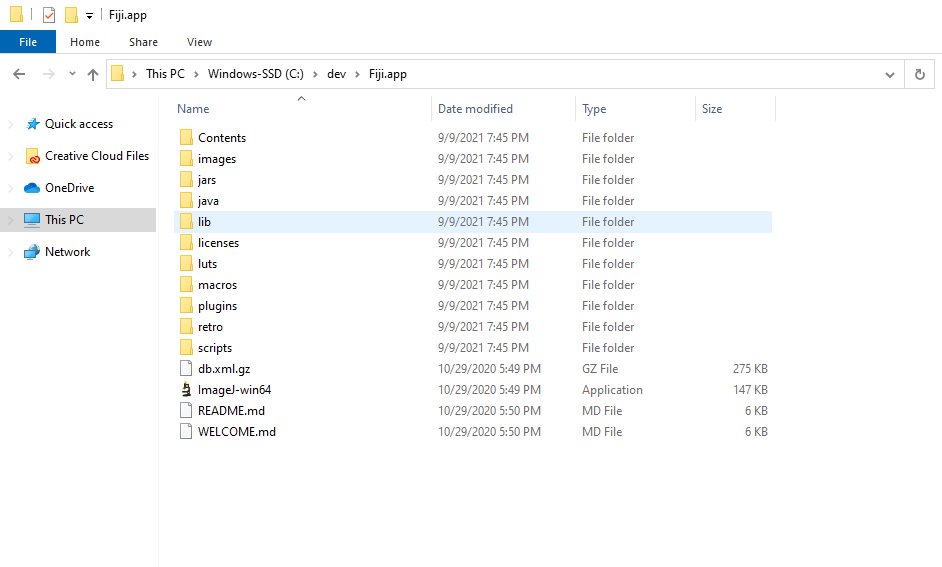 Fiji.app
File Home Share View
This PC Windows-SSD (C:) dev Fiji.app
Quick access
Creative Cloud Files
OneDrive
This PC
Network
Name Date modified Type Size
Contents 9/9/2021 7:45 PM File folder
images 9/9/2021 7:45 PM File folder
jars 9/9/2021 7:45 PM File folder
java 9/9/2021 7:45 PM File folder
lib 9/9/2021 7:45 PM File folder
licenses 9/9/2021 7:45 PM File folder
luts 9/9/2021 7:45 PM File folder
macros 9/9/2021 7:45 PM File folder
plugins 9/9/2021 7:45 PM File folder
retro 9/9/2021 7:45 PM File folder
scripts 9/9/2021 7:45 PM File folder
db.xml.gz 10/29/2020 5:49 PM GZ File 275 KB
ImageJ-win64 10/29/2020 5:49 PM Application 147 KB
README.md 10/29/2020 5:50 PM MD File 6 KB
WELCOME.md 10/29/2020 5:50 PM MD File 6 KB